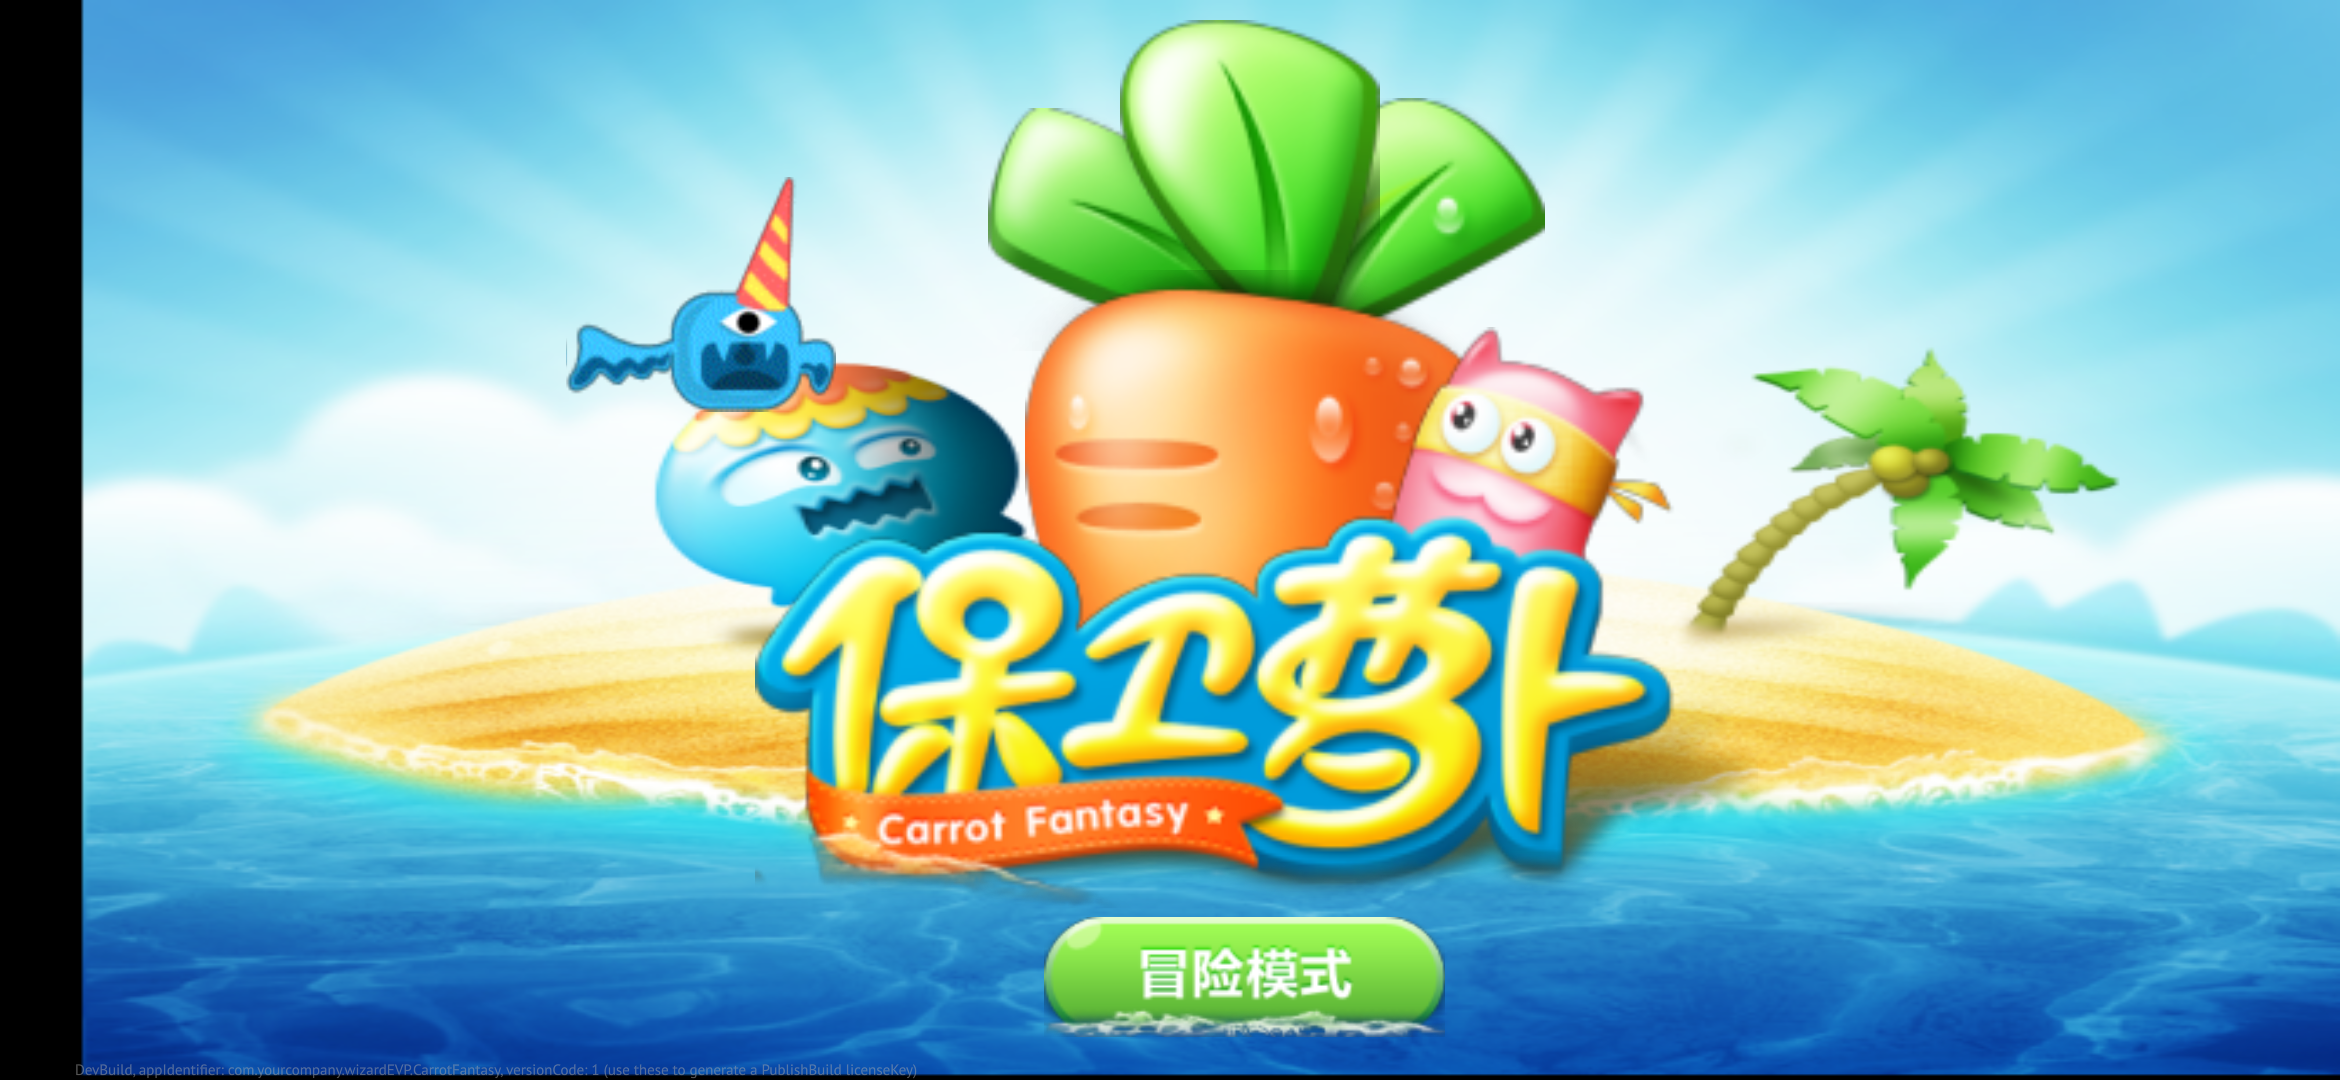 保卫萝卜
Carrot Fantasy
冒险模式
DevBuild, appIdentifier: com.yourcompany.wizardEVP.CarrotFantasy, versionCode: 1 (use these to generate a PublishBuild licenseKey)